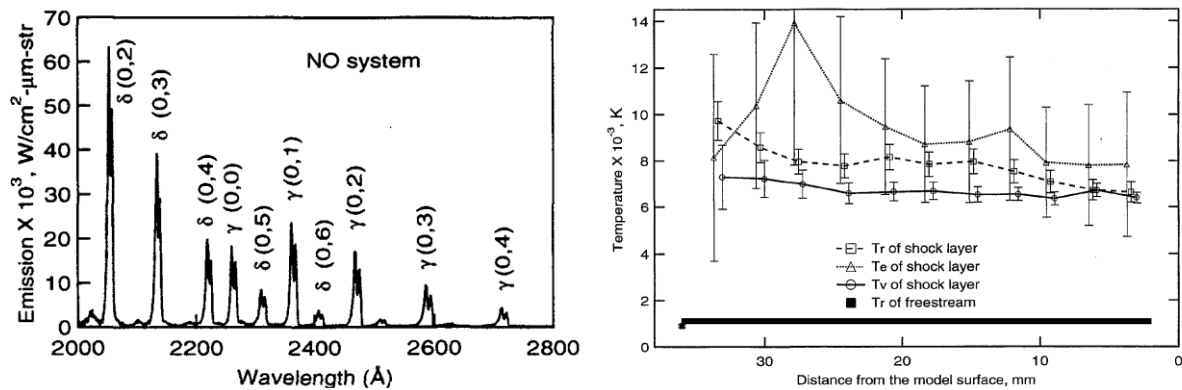 70
60
50
40
30
20
10
0
Emission X 10³, W/cm²-μm-str
NO system
δ (0,2)
δ (0,3)
δ (0,4)
γ (0,0)
δ (0,5)
γ (0,1)
δ (0,6)
γ (0,2)
γ (0,3)
γ (0,4)
2000 2200 2400 2600 2800
Wavelength (Å)
14
12
10
8
6
4
2
0
Temperature X 10⁻³, K
Tr of shock layer
Te of shock layer
Tv of shock layer
Tr of freestream
30 20 10 0
Distance from the model surface, mm